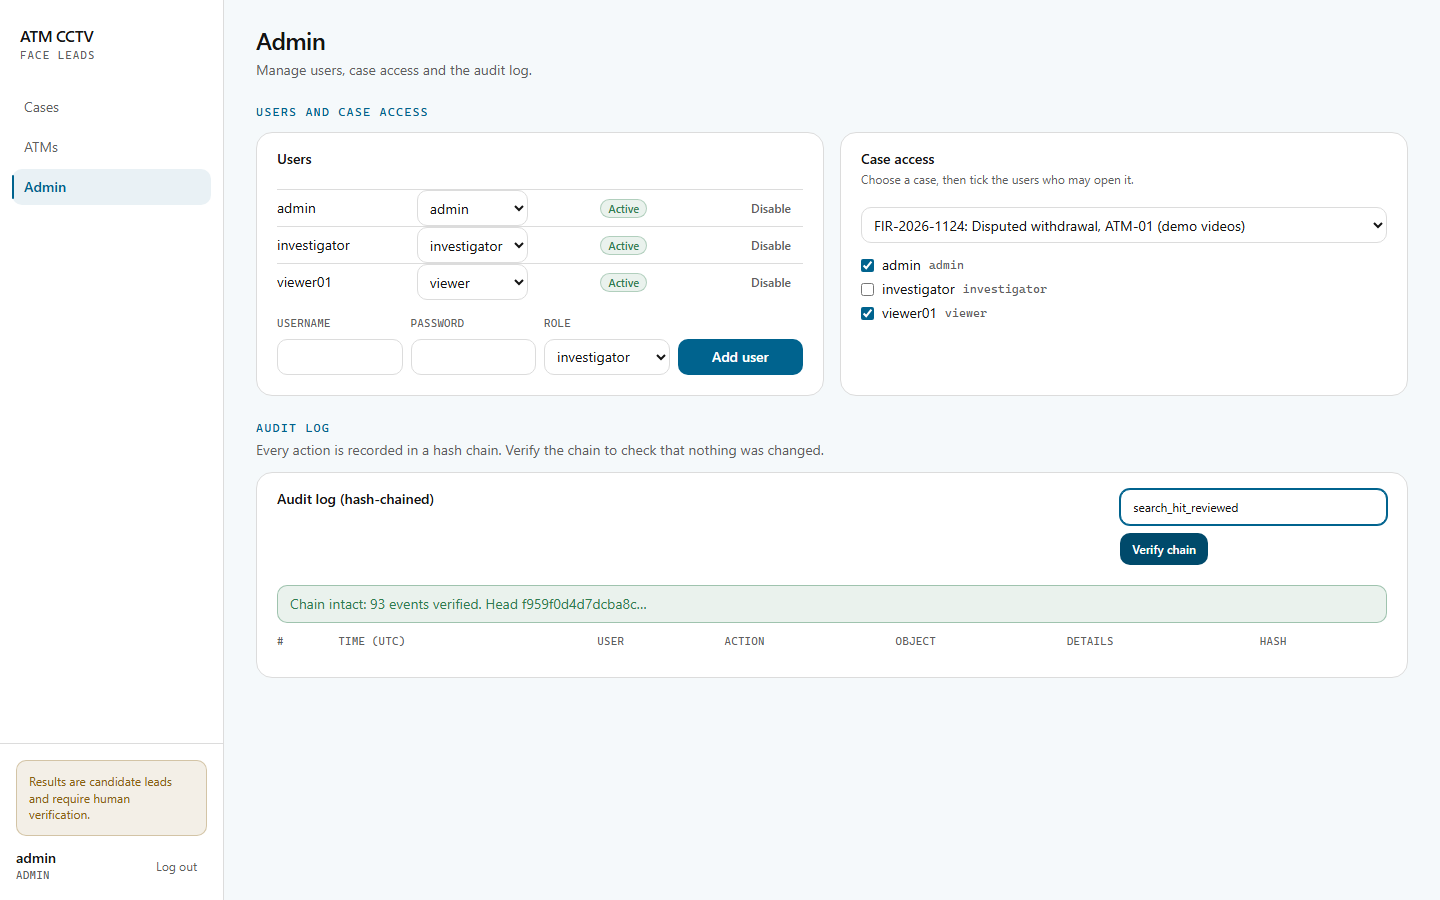 ATM CCTV
FACE LEADS
Cases
ATMs
Admin
Results are candidate leads
and require human
verification.
admin
ADMIN
Log out
Admin
Manage users, case access and the audit log.
USERS AND CASE ACCESS
Users
admin admin Active Disable
investigator investigator Active Disable
viewer01 viewer Active Disable
USERNAME PASSWORD ROLE
investigator Add user
Case access
Choose a case, then tick the users who may open it.
FIR-2026-1124: Disputed withdrawal, ATM-01 (demo videos)
admin admin
investigator investigator
viewer01 viewer
AUDIT LOG
Every action is recorded in a hash chain. Verify the chain to check that nothing was changed.
Audit log (hash-chained)
search_hit_reviewed
Verify chain
Chain intact: 93 events verified. Head f959f0d4d7dcba8c...
# TIME (UTC) USER ACTION OBJECT DETAILS HASH